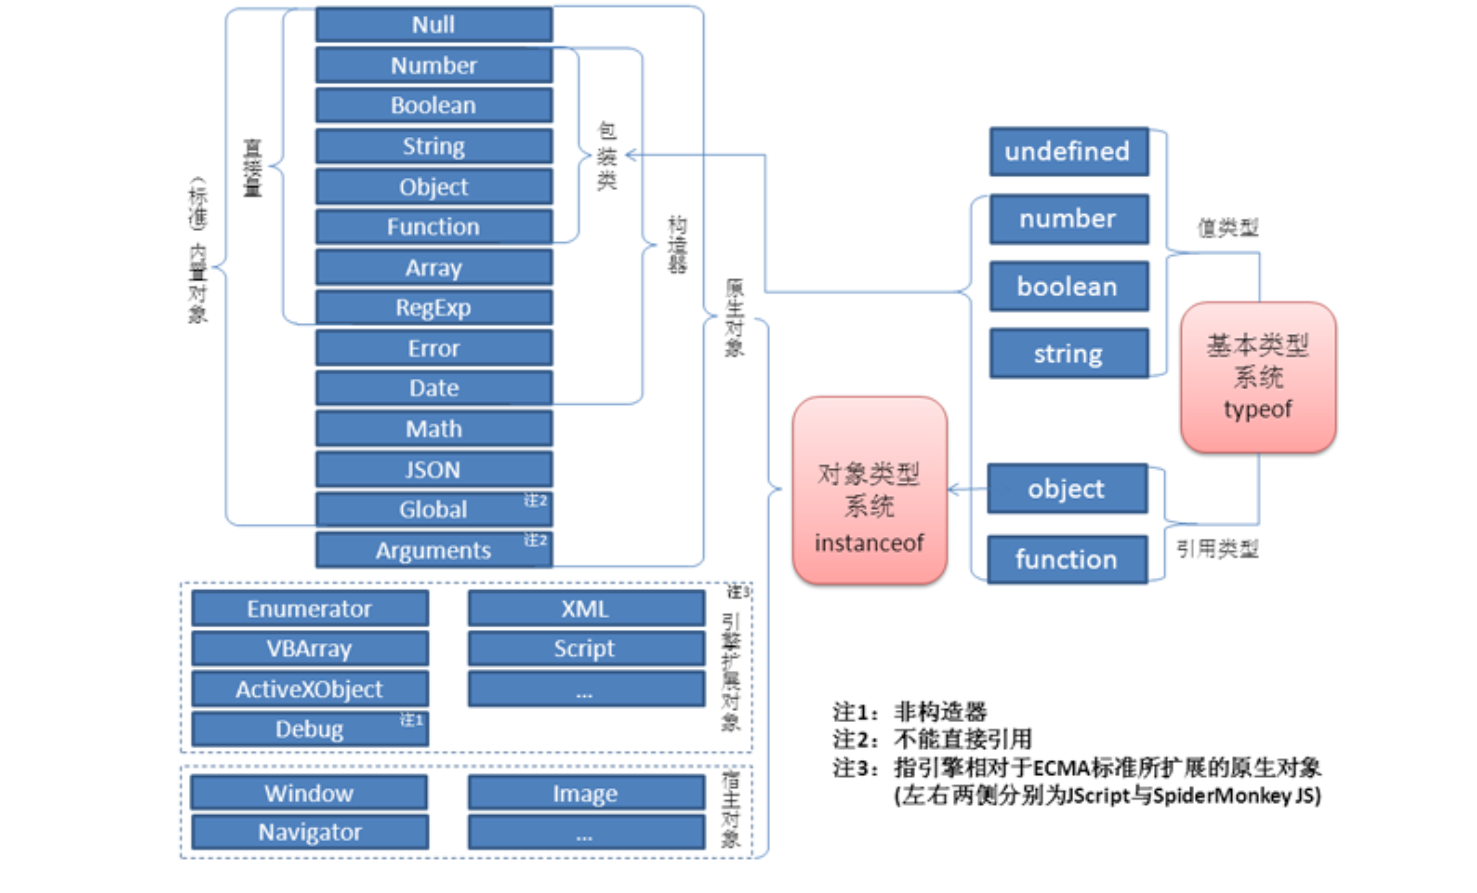 Null
Number
Boolean
String
Object
Function
Array
RegExp
Error
Date
Math
JSON
Global 注2
Arguments 注2
直接量
(标准)内置对象
包装类
构造器
原生对象
undefined
number
boolean
string
值类型
基本类型
系统
typeof
对象类型
系统
instanceof
object
function
引用类型
Enumerator
VBArray
ActiveXObject
Debug 注1
XML
Script
...
注3
引擎扩展对象
Window
Navigator
Image
...
宿主对象
注1：非构造器
注2：不能直接引用
注3：指引擎相对于ECMA标准所扩展的原生对象
(左右两侧分别为JScript与SpiderMonkey JS)